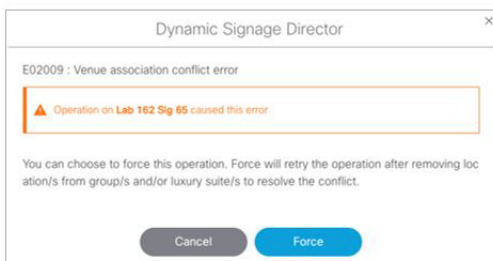 Dynamic Signage Director
E02009 : Venue association conflict error
Operation on Lab 162 Sig 65 caused this error
You can choose to force this operation. Force will retry the operation after removing loc
ation/s from group/s and/or luxury suite/s to resolve the conflict.
Cancel Force